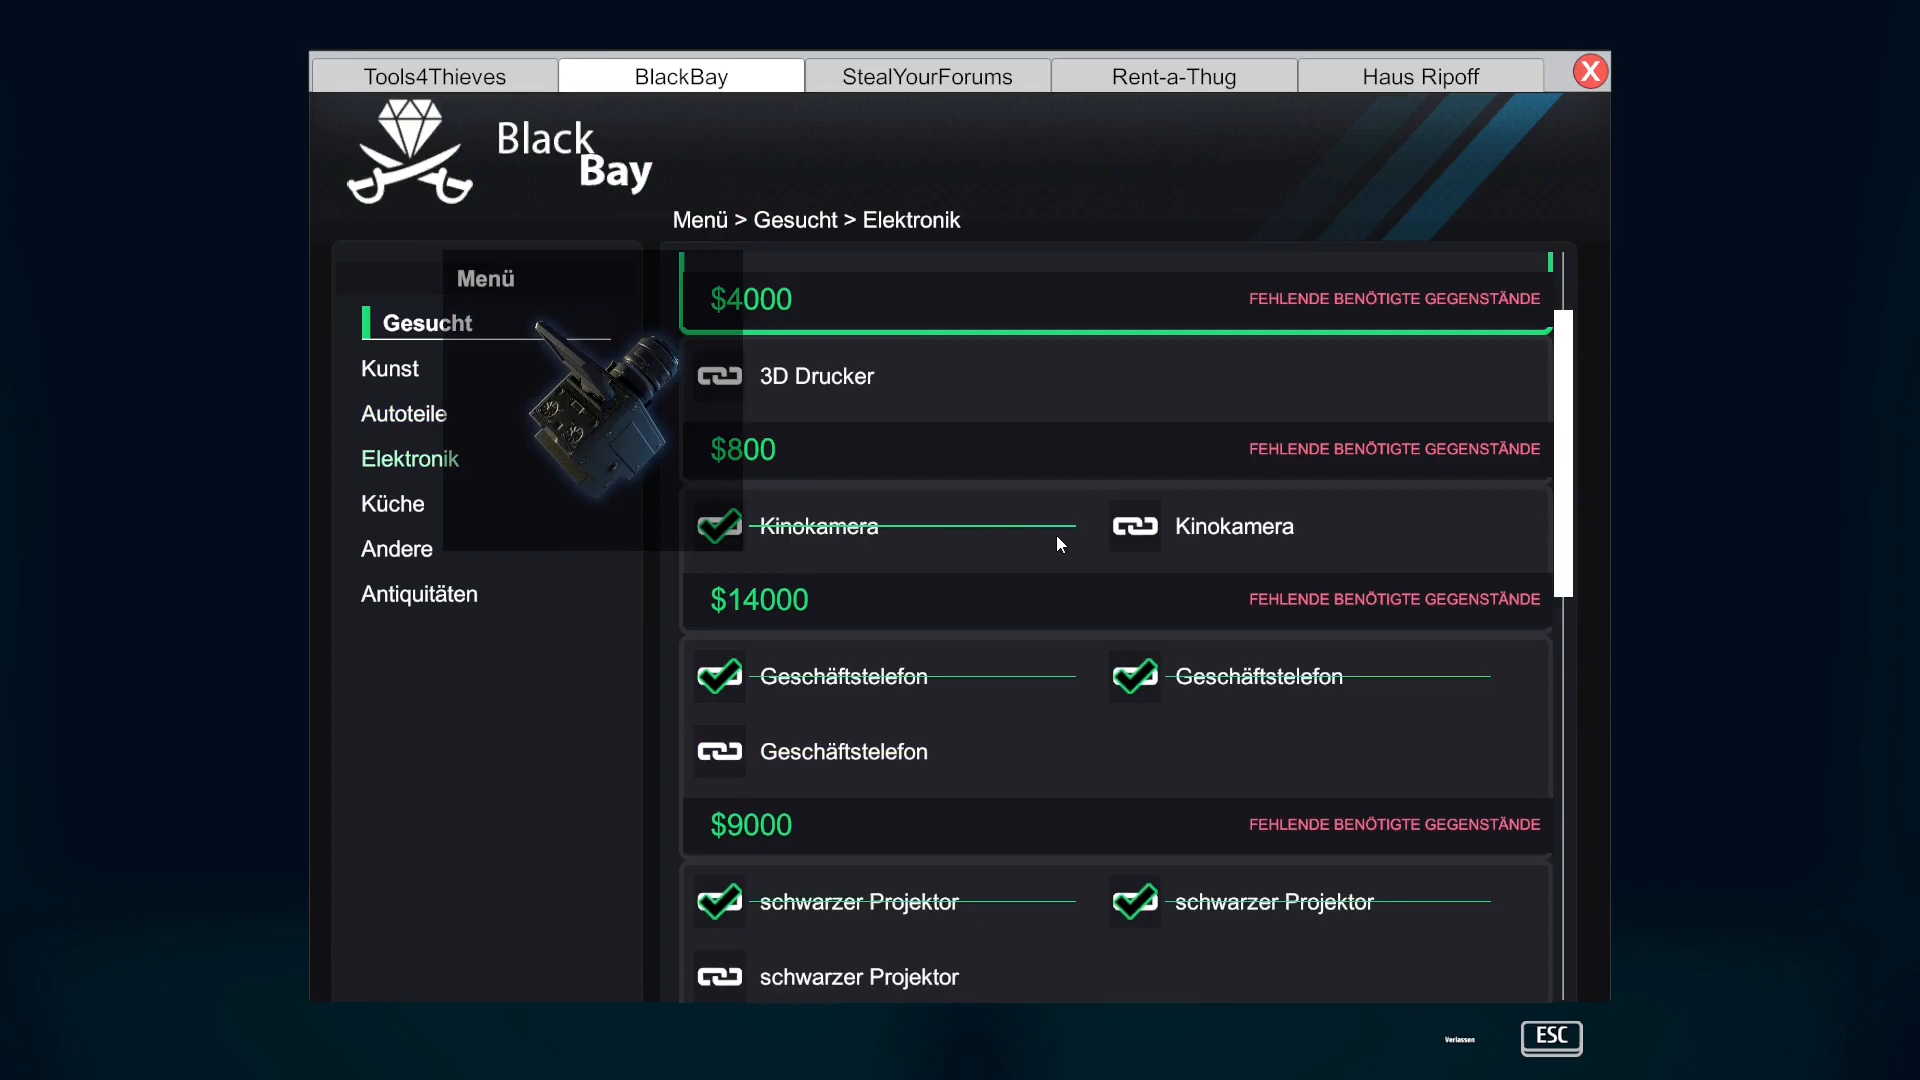 Tools4Thieves
BlackBay
StealYourForums
Rent-a-Thug
Haus Ripoff
X
Black
Bay
Menü > Gesucht > Elektronik
Menü
Gesucht
Kunst
Autoteile
Elektronik
Küche
Andere
Antiquitäten
$4000 FEHLENDE BENÖTIGTE GEGENSTÄNDE
3D Drucker
$800 FEHLENDE BENÖTIGTE GEGENSTÄNDE
Kinokamera Kinokamera
$14000 FEHLENDE BENÖTIGTE GEGENSTÄNDE
Geschäftstelefon Geschäftstelefon
Geschäftstelefon
$9000 FEHLENDE BENÖTIGTE GEGENSTÄNDE
schwarzer Projektor schwarzer Projektor
schwarzer Projektor
Verlassen ESC